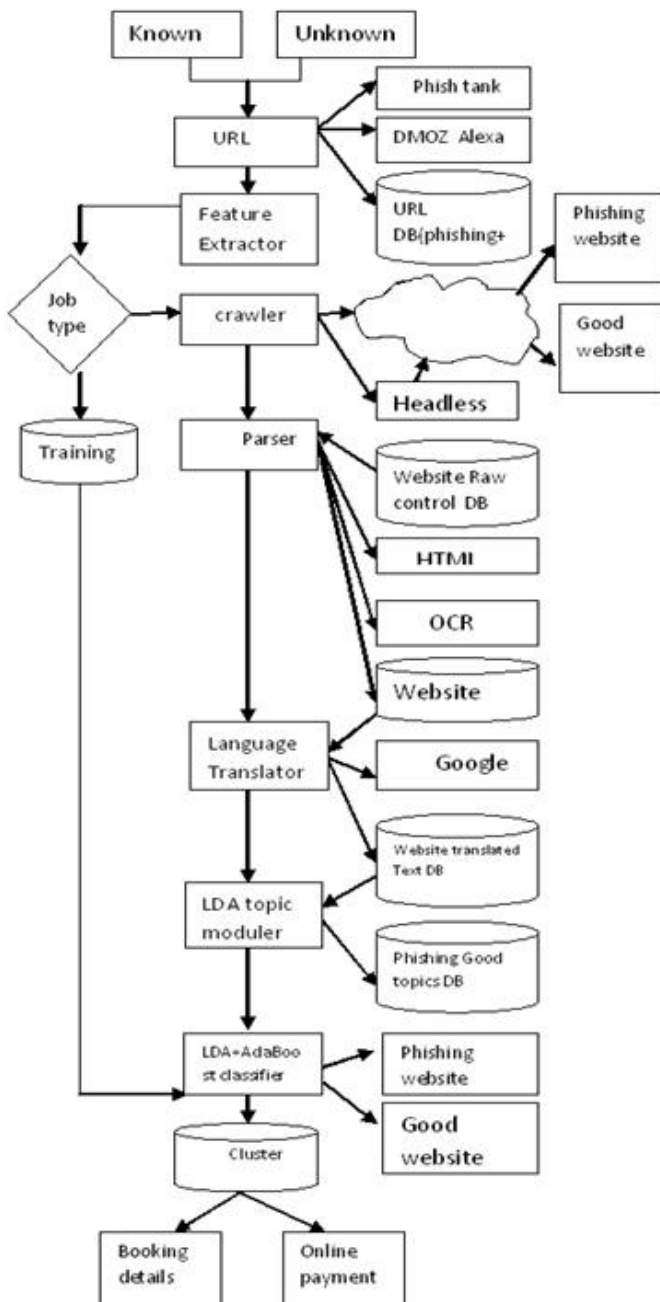 Known
Unknown
URL
Phish tank
DMOZ Alexa
URL
DB(phishing+
Feature
Extractor
Phishing
website
Job
type
crawler
Good
website
Headless
Training
Parser
Website Raw
control DB
HTMI
OCR
Website
Language
Translator
Google
Website translated
Text DB
LDA topic
moduler
Phishing Good
topics DB
LDA+AdaBoo
st classifier
Phishing
website
Good
website
Cluster
Booking
details
Online
payment